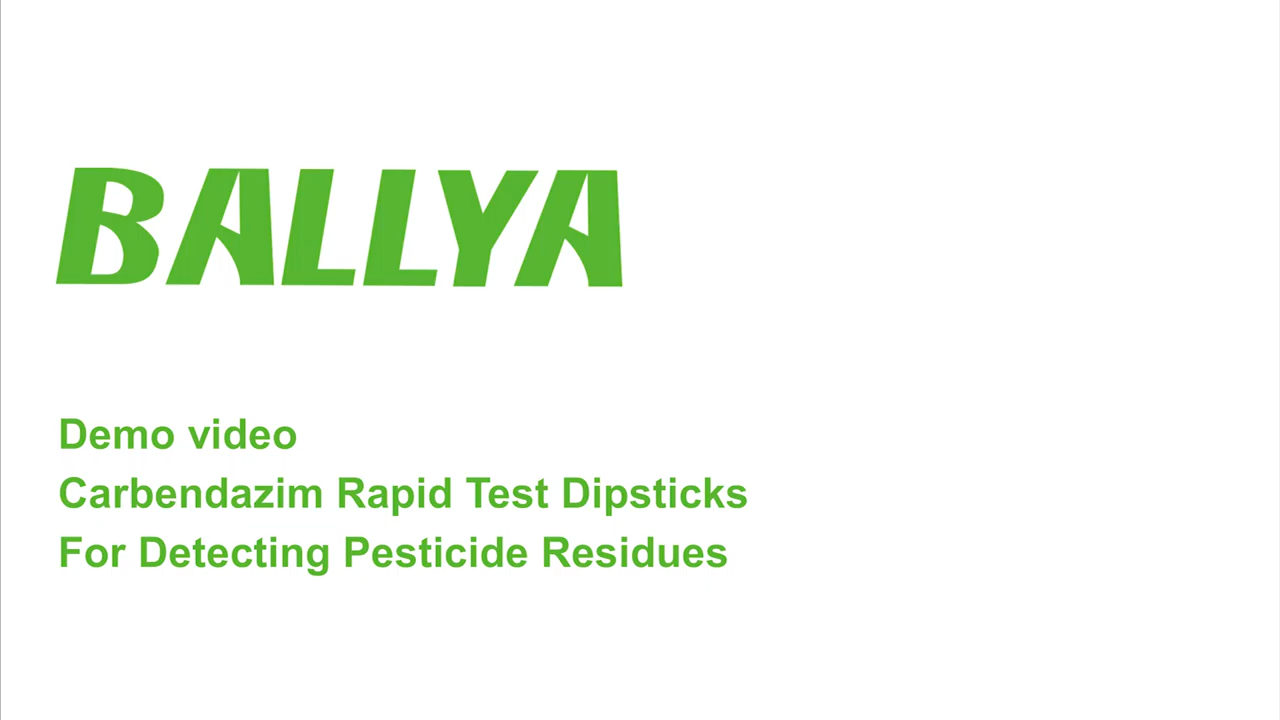 BALLYA
Demo video
Carbendazim Rapid Test Dipsticks
For Detecting Pesticide Residues